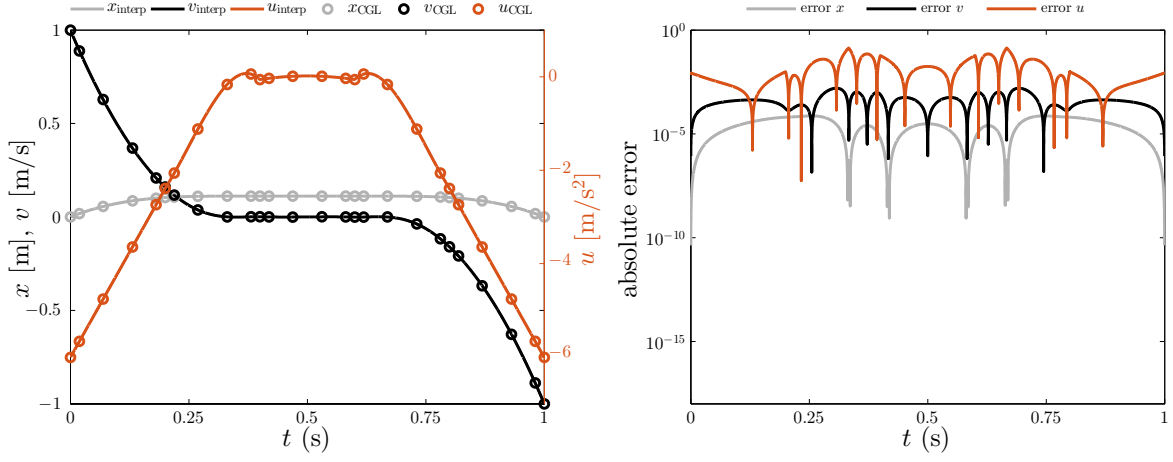 x_interp v_interp u_interp x_CGL v_CGL u_CGL
1
0.5
0
−0.5
−1
x [m], v [m/s]
0
−2
−4
−6
u [m/s²]
0 0.25 0.5 0.75 1
t (s)
error x error v error u
10⁰
10⁻⁵
10⁻¹⁰
10⁻¹⁵
absolute error
0 0.25 0.5 0.75 1
t (s)